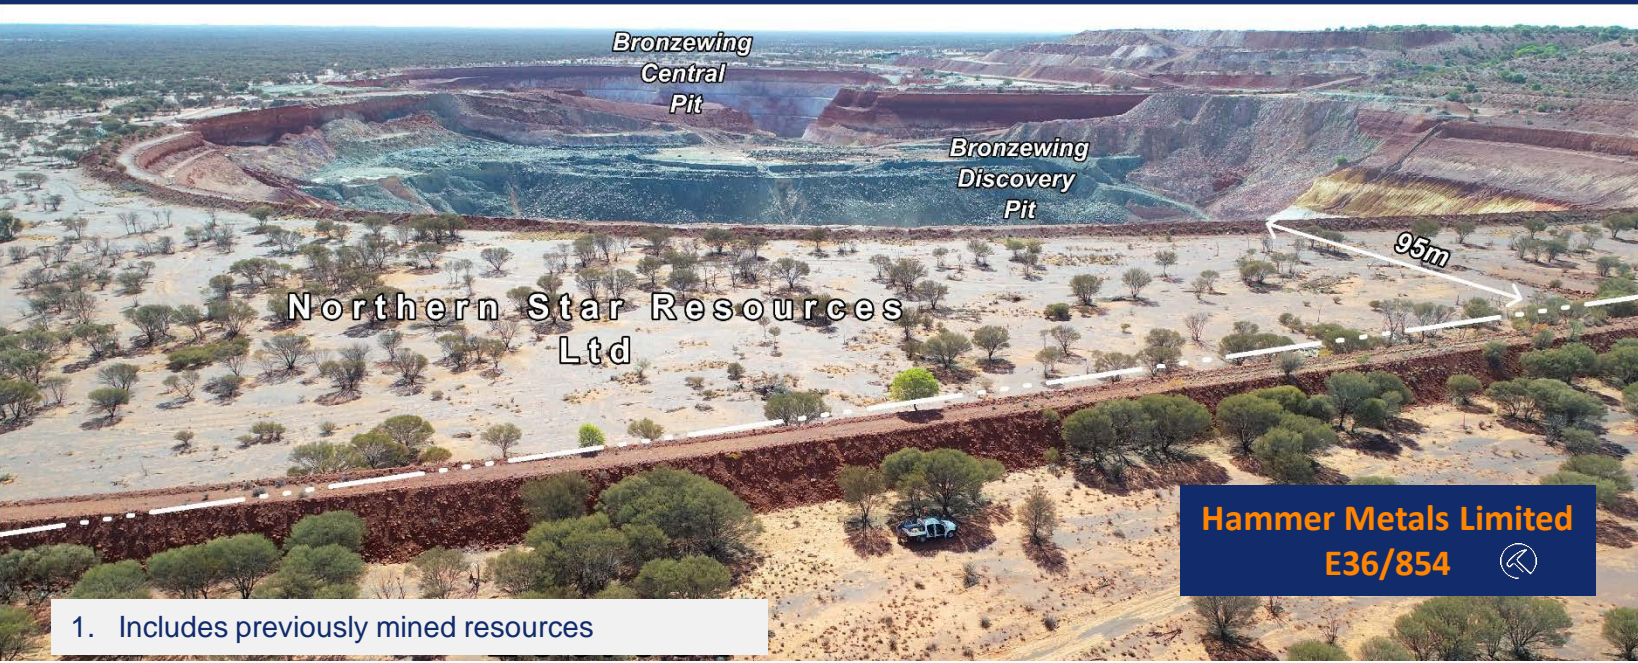 Bronzewing
Central
Pit
Bronzewing
Discovery
Pit
95m
Northern Star Resources
Ltd
Hammer Metals Limited
E36/854
1. Includes previously mined resources